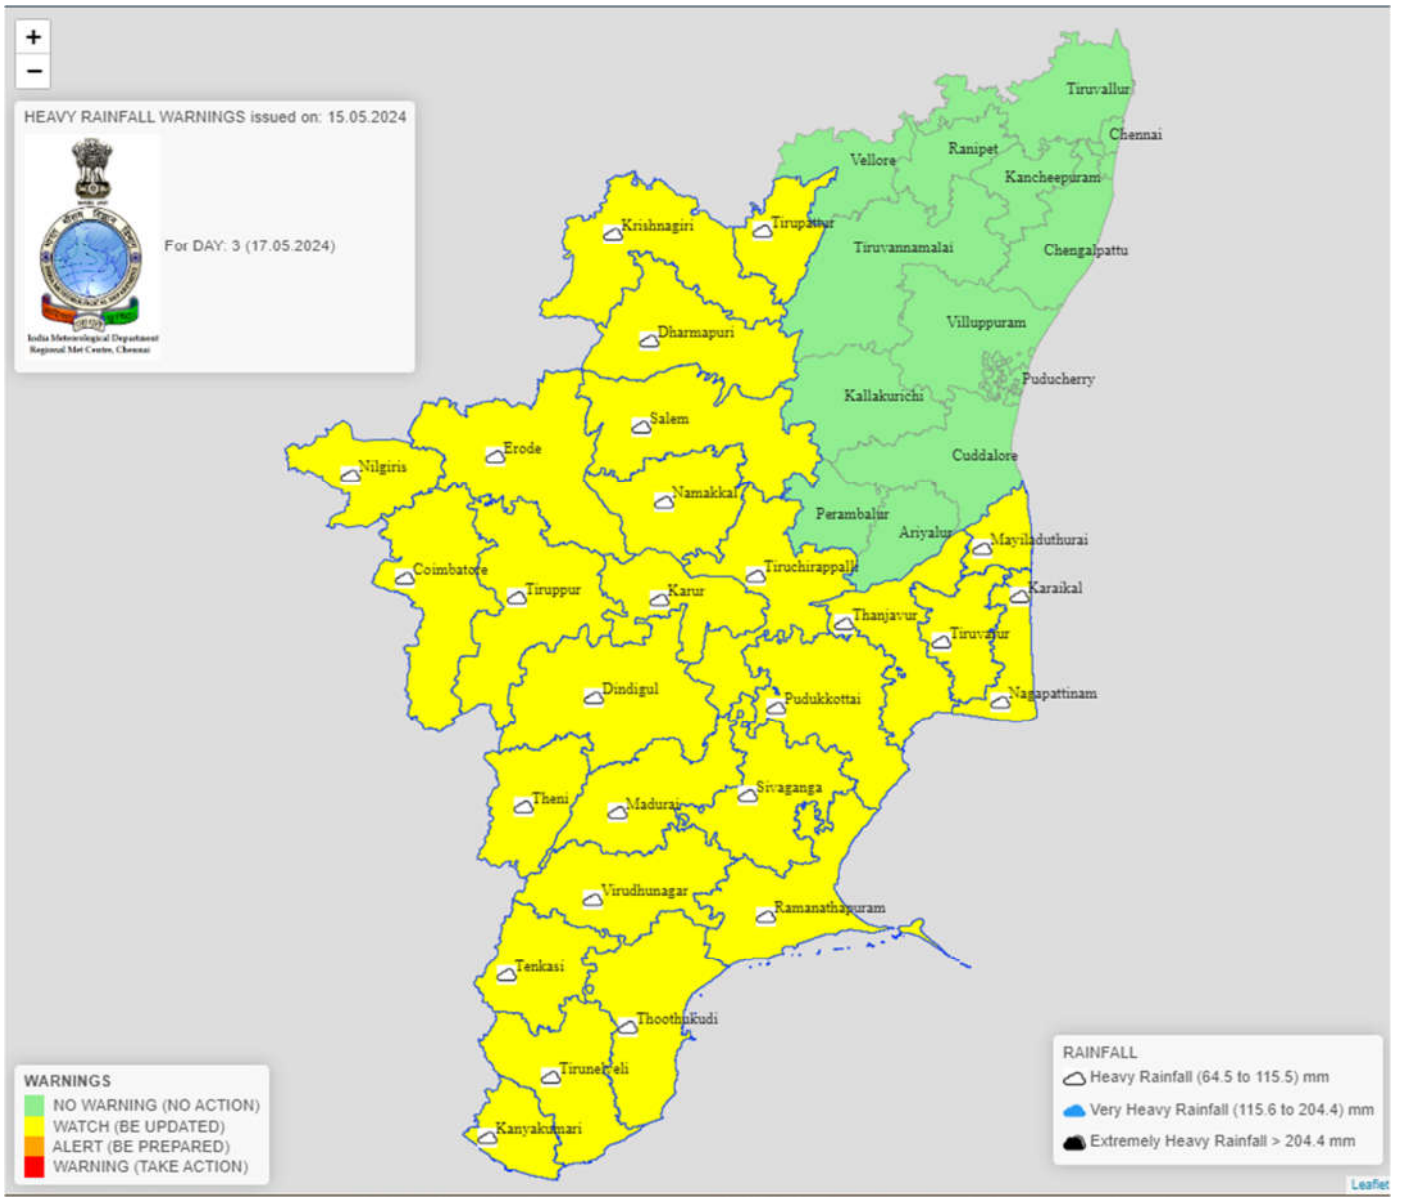 +
−
HEAVY RAINFALL WARNINGS issued on: 15.05.2024
For DAY: 3 (17.05.2024)
India Meteorological Department
Regional Met Centre, Chennai
Tiruvallur
Chennai
Ranipet
Vellore
Kancheepuram
Krishnagiri
Tirupattur
Tiruvannamalai
Chengalpattu
Villuppuram
Dharmapuri
Puducherry
Kallakurichi
Salem
Erode
Cuddalore
Nilgiris
Namakkal
Perambalur
Ariyalur
Mayiladuthurai
Coimbatore
Tiruchirappalli
Tiruppur
Karur
Karaikal
Thanjavur
Tiruvarur
Dindigul
Pudukkottai
Nagapattinam
Sivaganga
Theni
Madurai
Virudhunagar
Ramanathapuram
Tenkasi
Thoothukudi
Tirunelveli
Kanyakumari
WARNINGS
NO WARNING (NO ACTION)
WATCH (BE UPDATED)
ALERT (BE PREPARED)
WARNING (TAKE ACTION)
RAINFALL
Heavy Rainfall (64.5 to 115.5) mm
Very Heavy Rainfall (115.6 to 204.4) mm
Extremely Heavy Rainfall > 204.4 mm
Leaflet